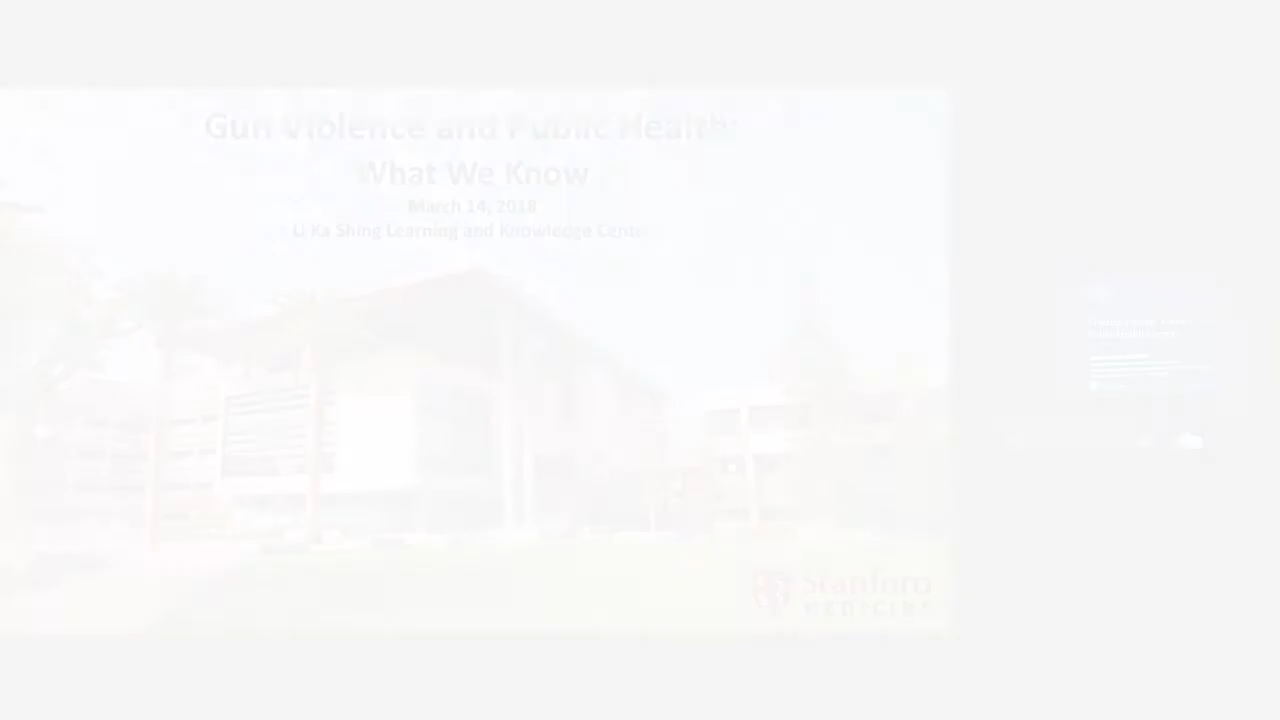 Gun Violence and Public Health:
What We Know
March 14, 2018
Li Ka Shing Learning and Knowledge Center
Stanford
MEDICINE